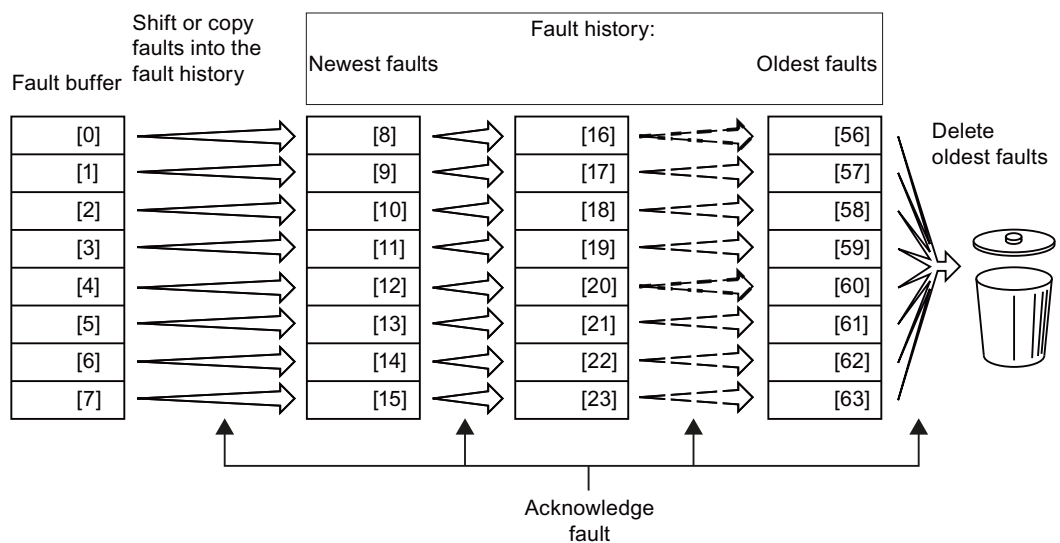 Shift or copy
faults into the
fault history
Fault history:
Newest faults
Oldest faults
Fault buffer
[0]
[1]
[2]
[3]
[4]
[5]
[6]
[7]
[8]
[9]
[10]
[11]
[12]
[13]
[14]
[15]
[16]
[17]
[18]
[19]
[20]
[21]
[22]
[23]
[56]
[57]
[58]
[59]
[60]
[61]
[62]
[63]
Delete
oldest faults
Acknowledge
fault